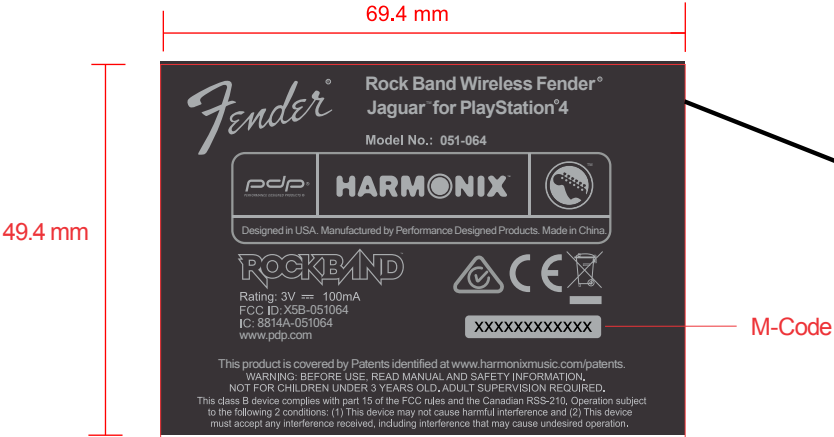 69.4 mm
49.4 mm
Fender®
Rock Band Wireless Fender®
Jaguar™ for PlayStation®4
Model No.: 051-064
pdp®
HARMONIX™
™
Designed in USA. Manufactured by Performance Designed Products. Made in China.
ROCKBAND
Rating: 3V ⎓ 100mA
FCC ID: X5B-051064
IC: 8814A-051064
www.pdp.com
CE
XXXXXXXXXXXX
M-Code
This product is covered by Patents identified at www.harmonixmusic.com/patents.
WARNING: BEFORE USE, READ MANUAL AND SAFETY INFORMATION,
NOT FOR CHILDREN UNDER 3 YEARS OLD. ADULT SUPERVISION REQUIRED.
This class B device complies with part 15 of the FCC rules and the Canadian RSS-210, Operation subject
to the following 2 conditions: (1) This device may not cause harmful interference and (2) This device
must accept any interference received, including interference that may cause undesired operation.